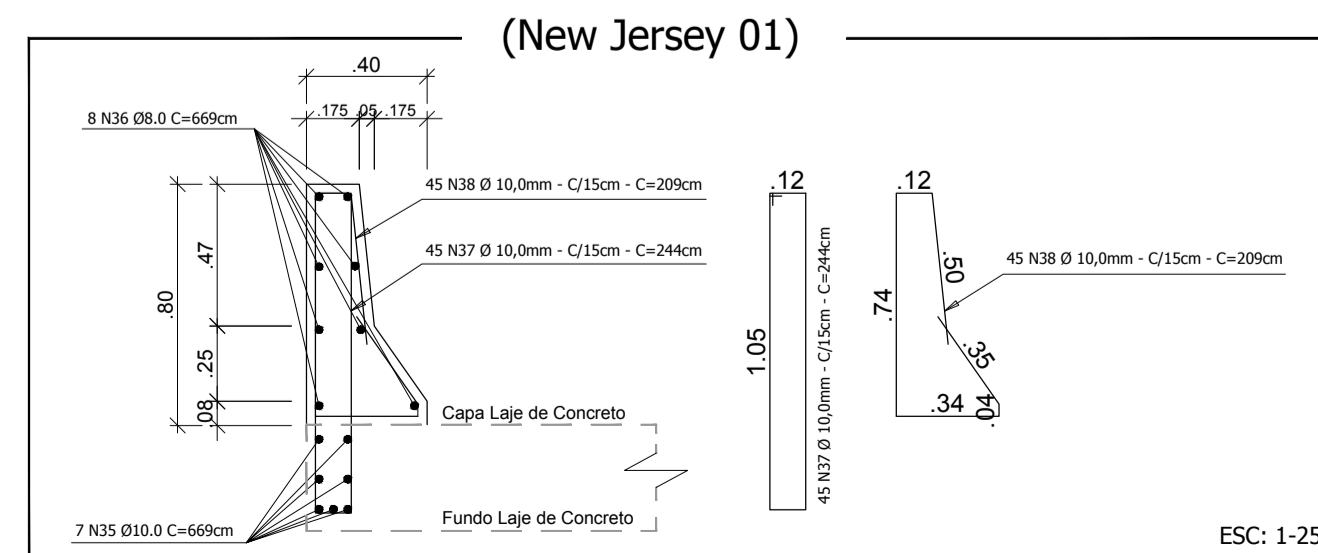 (New Jersey 01)
.40
.175 .05 .175
8 N36 Ø8.0 C=669cm
45 N38 Ø 10,0mm - C/15cm - C=209cm
45 N37 Ø 10,0mm - C/15cm - C=244cm
.80
.47
.25
.08
Capa Laje de Concreto
Fundo Laje de Concreto
7 N35 Ø10.0 C=669cm
.12
1.05
45 N37 Ø 10,0mm - C/15cm - C=244cm
.12
.50
.74
.35
.34
.04
45 N38 Ø 10,0mm - C/15cm - C=209cm
ESC: 1-25